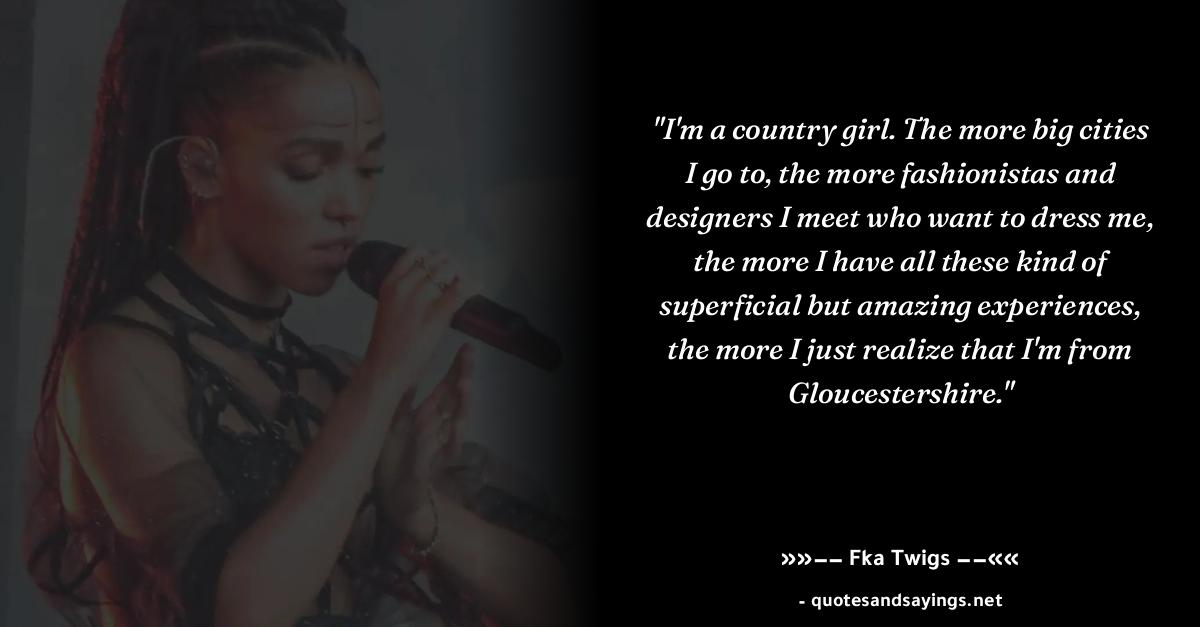 "I'm a country girl. The more big cities
I go to, the more fashionistas and
designers I meet who want to dress me,
the more I have all these kind of
superficial but amazing experiences,
the more I just realize that I'm from
Gloucestershire."
»»–– Fka Twigs ––««
- quotesandsayings.net